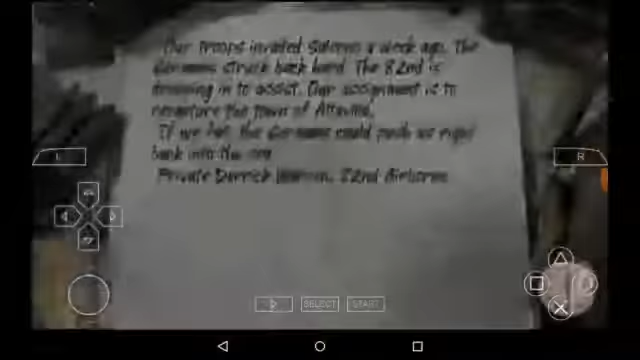 Our troops invaded Salerno a week ago. The
Germans struck back hard. The 82nd is
dropping in to assist. Our assignment is to
recapture the town of Altavilla.
If we fail, the Germans could push us right
back into the sea.
Private Derrick 82nd Airborne
L
R
SELECT
START